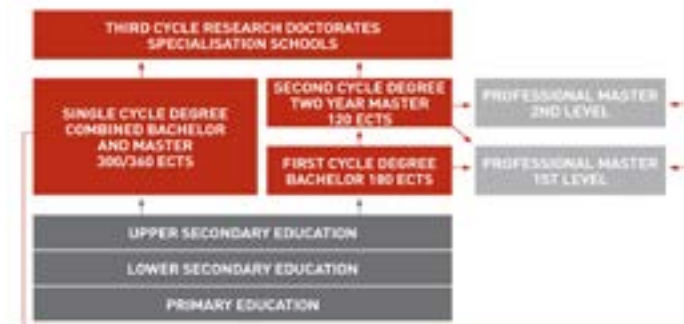 THIRD CYCLE RESEARCH DOCTORATES
SPECIALISATION SCHOOLS
SINGLE CYCLE DEGREE
COMBINED BACHELOR
AND MASTER
300/360 ECTS
SECOND CYCLE DEGREE
TWO YEAR MASTER
120 ECTS
PROFESSIONAL MASTER
2ND LEVEL
FIRST CYCLE DEGREE
BACHELOR 180 ECTS
PROFESSIONAL MASTER
1ST LEVEL
UPPER SECONDARY EDUCATION
LOWER SECONDARY EDUCATION
PRIMARY EDUCATION